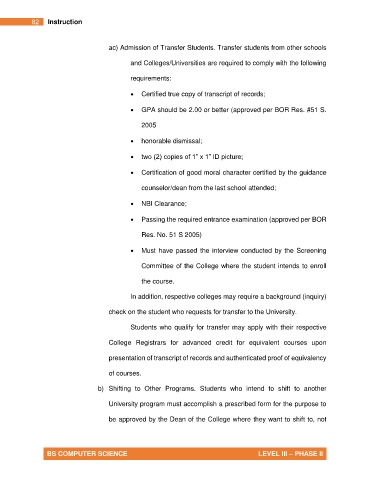 82 Instruction
ac) Admission of Transfer Students. Transfer students from other schools
and Colleges/Universities are required to comply with the following
requirements:
• Certified true copy of transcript of records;
• GPA should be 2.00 or better (approved per BOR Res. #51 S.
2005
• honorable dismissal;
• two (2) copies of 1” x 1” ID picture;
• Certification of good moral character certified by the guidance
counselor/dean from the last school attended;
• NBI Clearance;
• Passing the required entrance examination (approved per BOR
Res. No. 51 S 2005)
• Must have passed the interview conducted by the Screening
Committee of the College where the student intends to enroll
the course.
In addition, respective colleges may require a background (inquiry)
check on the student who requests for transfer to the University.
Students who qualify for transfer may apply with their respective
College Registrars for advanced credit for equivalent courses upon
presentation of transcript of records and authenticated proof of equivalency
of courses.
b) Shifting to Other Programs. Students who intend to shift to another
University program must accomplish a prescribed form for the purpose to
be approved by the Dean of the College where they want to shift to, not
BS COMPUTER SCIENCE LEVEL III – PHASE II